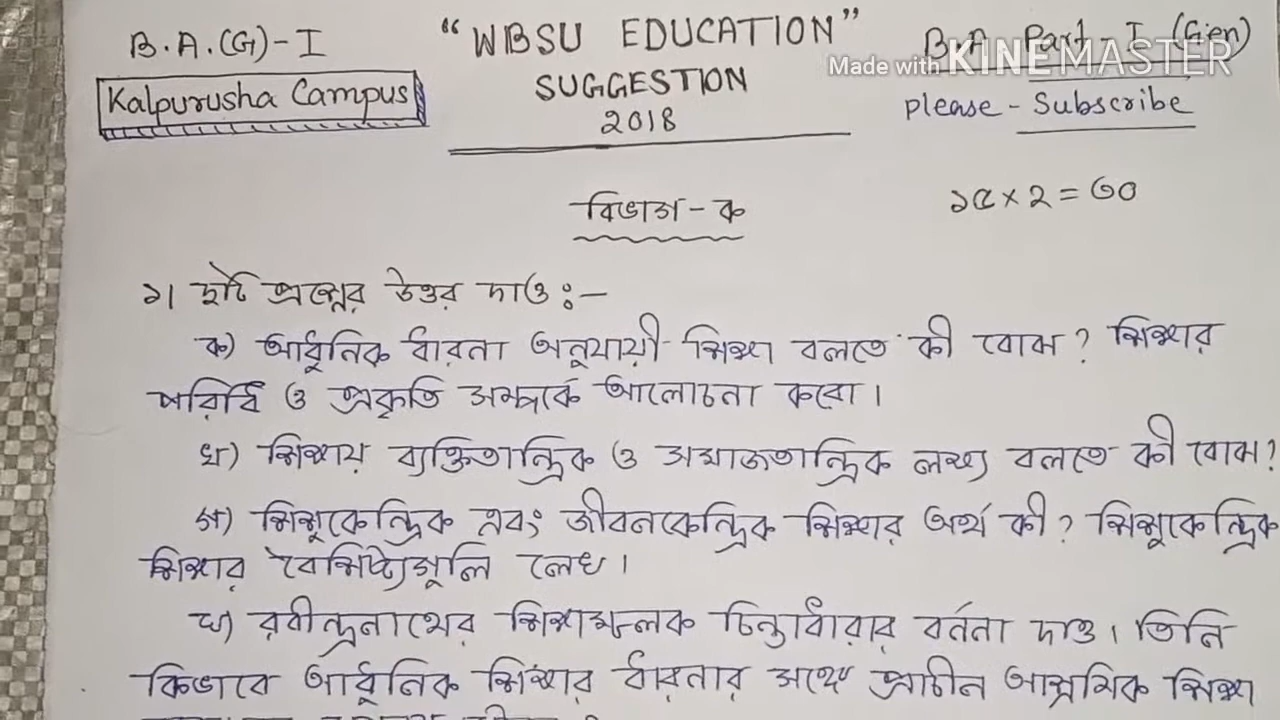 B.A.(G)-I
Kalpurusha Campus
"WBSU EDUCATION"
SUGGESTION
2018
B.A. Part-I (Gen)
Made with KINEMASTER
please - Subscribe
বিভাগ - ক
১৫ x ২ = ৩০
১। দুটি প্রশ্নের উত্তর দাও ঃ—
ক) আধুনিক ধারনা অনুযায়ী শিক্ষা বলতে কী বোঝ? শিক্ষার
পরিধি ও প্রকৃতি সম্পর্কে আলোচনা করো।
খ) শিক্ষায় ব্যক্তিতান্ত্রিক ও সমাজতান্ত্রিক লক্ষ্য বলতে কী বোঝ?
গ) শিশুকেন্দ্রিক এবং জীবনকেন্দ্রিক শিক্ষার অর্থ কী? শিশুকেন্দ্রিক
শিক্ষার বৈশিষ্ট্যেগুলি লেখ।
ঘ) রবীন্দ্রনাথের শিক্ষামূলক চিন্তাধারার বর্ননা দাও। তিনি
কিভাবে আধুনিক শিক্ষার ধারনার সঙ্গে প্রাচীন আশ্রমিক শিক্ষা